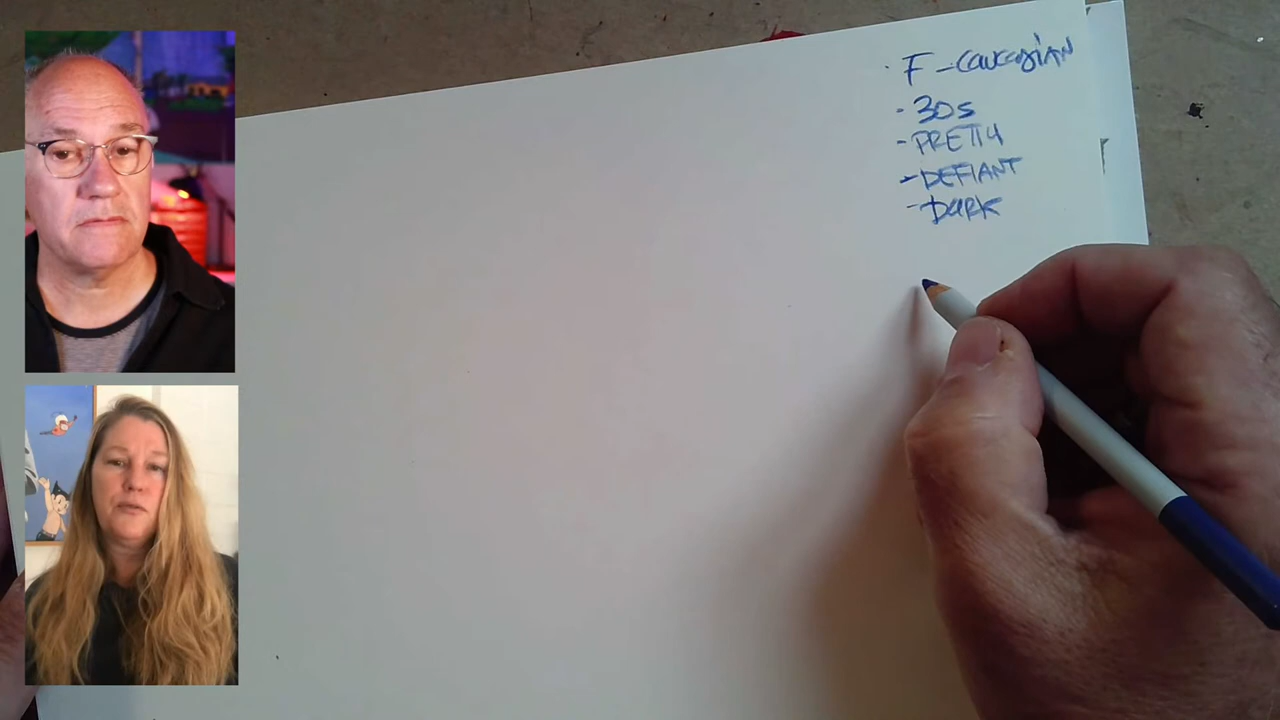 F - CAUCASIAN
- 30s
- PRETTY
- DEFIANT
- DARK